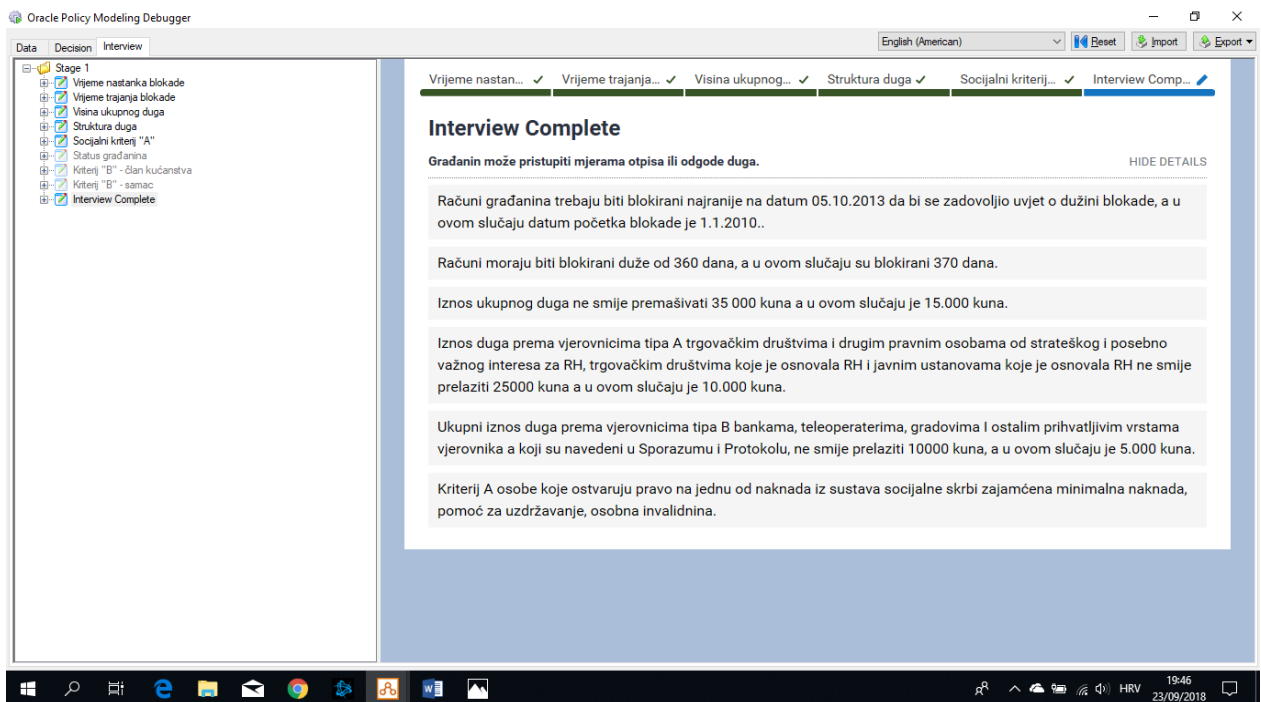 Oracle Policy Modeling Debugger
Data Decision Interview
English (American) Reset Import Export
Stage 1
Vrijeme nastanka blokade
Vrijeme trajanja blokade
Visina ukupnog duga
Struktura duga
Socijalni kriterij "A"
Status građanina
Kriterij "B" - član kućanstva
Kriterij "B" - samac
Interview Complete
Vrijeme nastan... Vrijeme trajanja... Visina ukupnog... Struktura duga Socijalni kriterij... Interview Comp...
Interview Complete
Građanin može pristupiti mjerama otpisa ili odgode duga. HIDE DETAILS
Računi građanina trebaju biti blokirani najranije na datum 05.10.2013 da bi se zadovoljio uvjet o dužini blokade, a u
ovom slučaju datum početka blokade je 1.1.2010..
Računi moraju biti blokirani duže od 360 dana, a u ovom slučaju su blokirani 370 dana.
Iznos ukupnog duga ne smije premašivati 35 000 kuna a u ovom slučaju je 15.000 kuna.
Iznos duga prema vjerovnicima tipa A trgovačkim društvima i drugim pravnim osobama od strateškog i posebno
važnog interesa za RH, trgovačkim društvima koje je osnovala RH i javnim ustanovama koje je osnovala RH ne smije
prelaziti 25000 kuna a u ovom slučaju je 10.000 kuna.
Ukupni iznos duga prema vjerovnicima tipa B bankama, teleoperaterima, gradovima I ostalim prihvatljivim vrstama
vjerovnika a koji su navedeni u Sporazumu i Protokolu, ne smije prelaziti 10000 kuna, a u ovom slučaju je 5.000 kuna.
Kriterij A osobe koje ostvaruju pravo na jednu od naknada iz sustava socijalne skrbi zajamćena minimalna naknada,
pomoć za uzdržavanje, osobna invalidnina.
HRV 19:46
23/09/2018